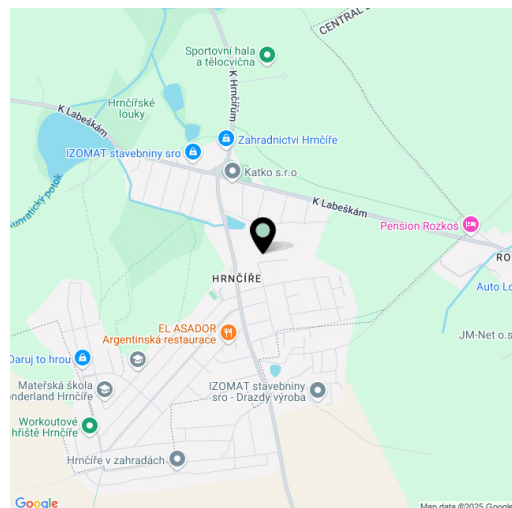 CENTRAL
Sportovní hala
a tělocvična
K Hrnčířům
Hrnčířské
louky
K Labeškám
Zahradnictví Hrnčíře
IZOMAT stavebniny sro
Katko s.r.o
K Labeškám
Pension Rozkoš
RO
HRNČÍŘE
Auto Lo
EL ASADOR
Argentinská restaurace
JM-Net o.s
Daruj to hrou
Mateřská škola
onderland Hrnčíře
IZOMAT stavebniny
sro - Drazdy výroba
Workoutové
hřiště Hrnčíře
Hrnčíře v zahradách
Google
Map data ©2025 Google